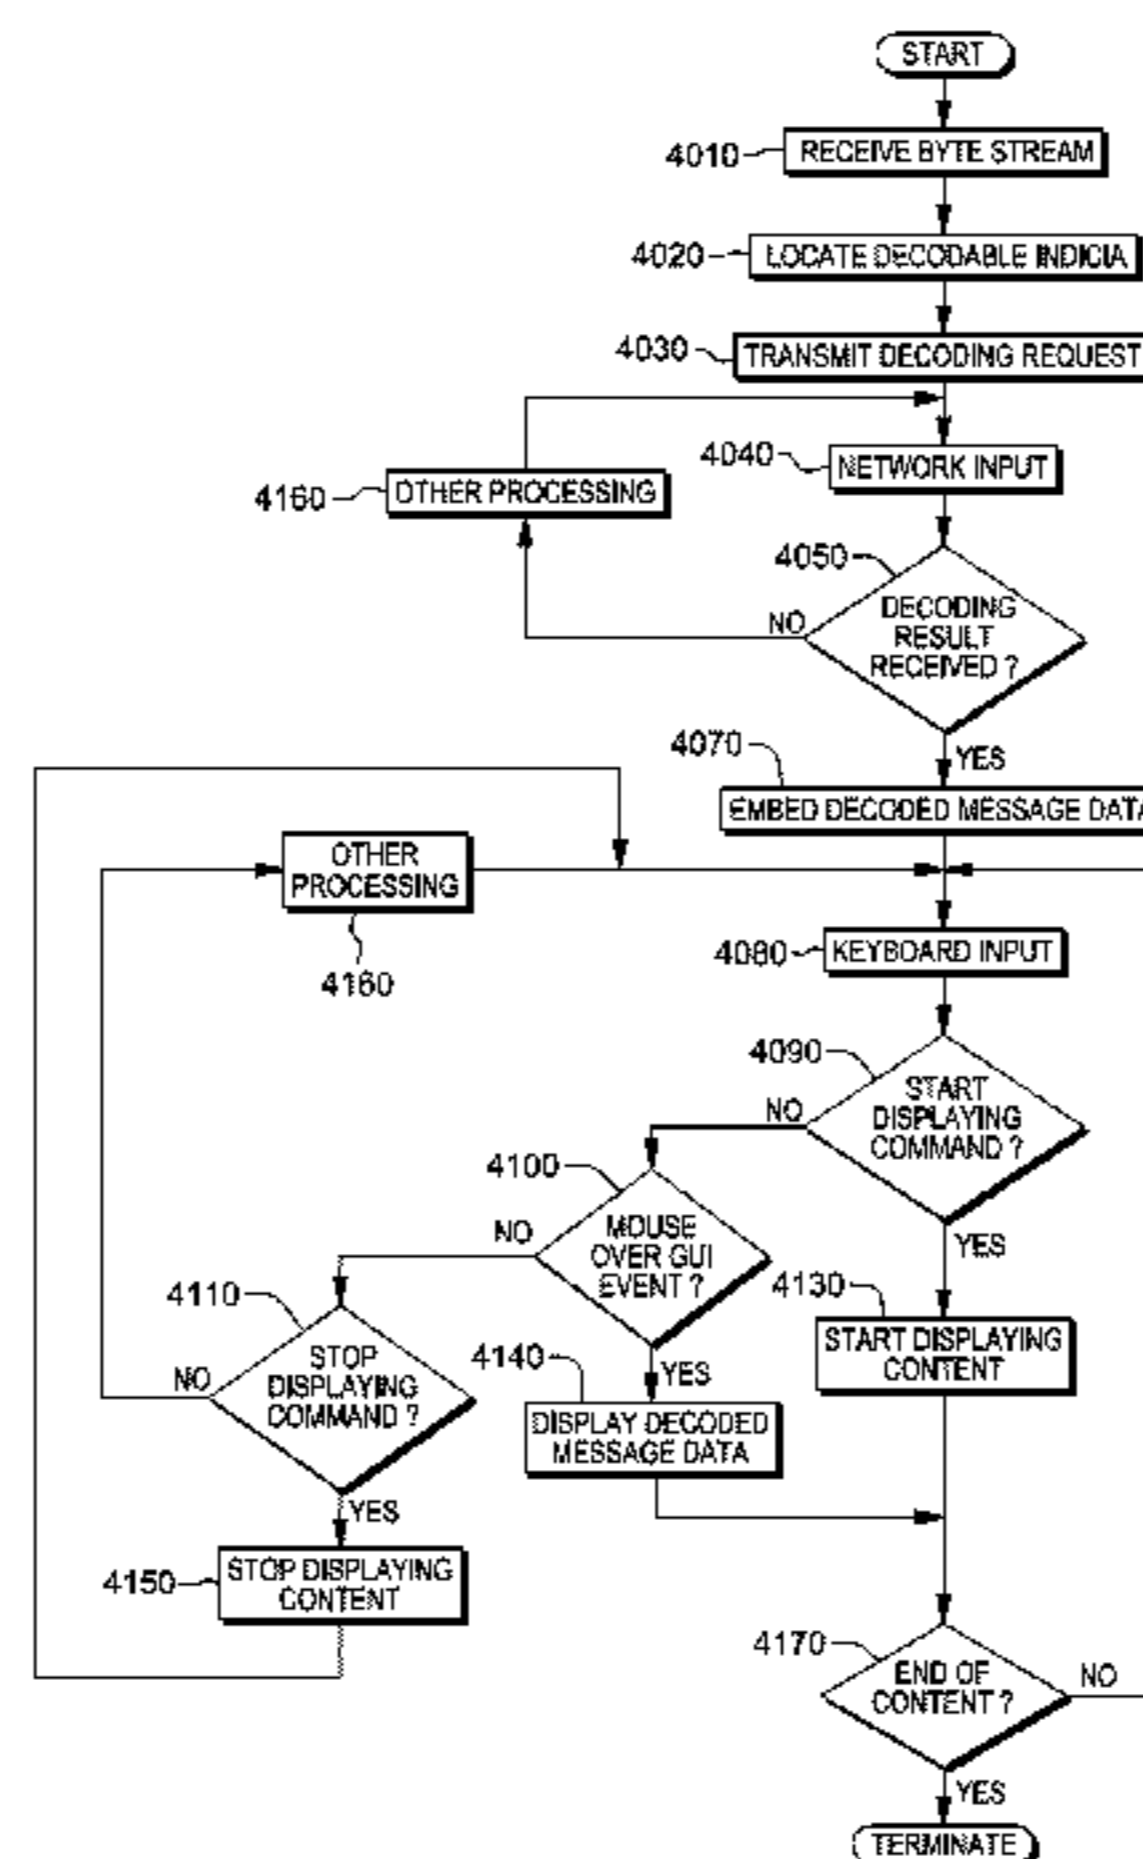 START
4010
RECEIVE BYTE STREAM
4020
LOCATE DECODABLE INDICIA
4030
TRANSMIT DECODING REQUEST
4040
NETWORK INPUT
4160
OTHER PROCESSING
4050
DECODING
RESULT
RECEIVED ?
NO
YES
4070
EMBED DECODED MESSAGE DATA
OTHER
PROCESSING
4160
4080
KEYBOARD INPUT
4090
START
DISPLAYING
COMMAND ?
NO
YES
4100
MOUSE
OVER GUI
EVENT ?
NO
YES
4110
STOP
DISPLAYING
COMMAND ?
NO
YES
4130
START DISPLAYING
CONTENT
4140
DISPLAY DECODED
MESSAGE DATA
4150
STOP DISPLAYING
CONTENT
4170
END OF
CONTENT ?
NO
YES
TERMINATE